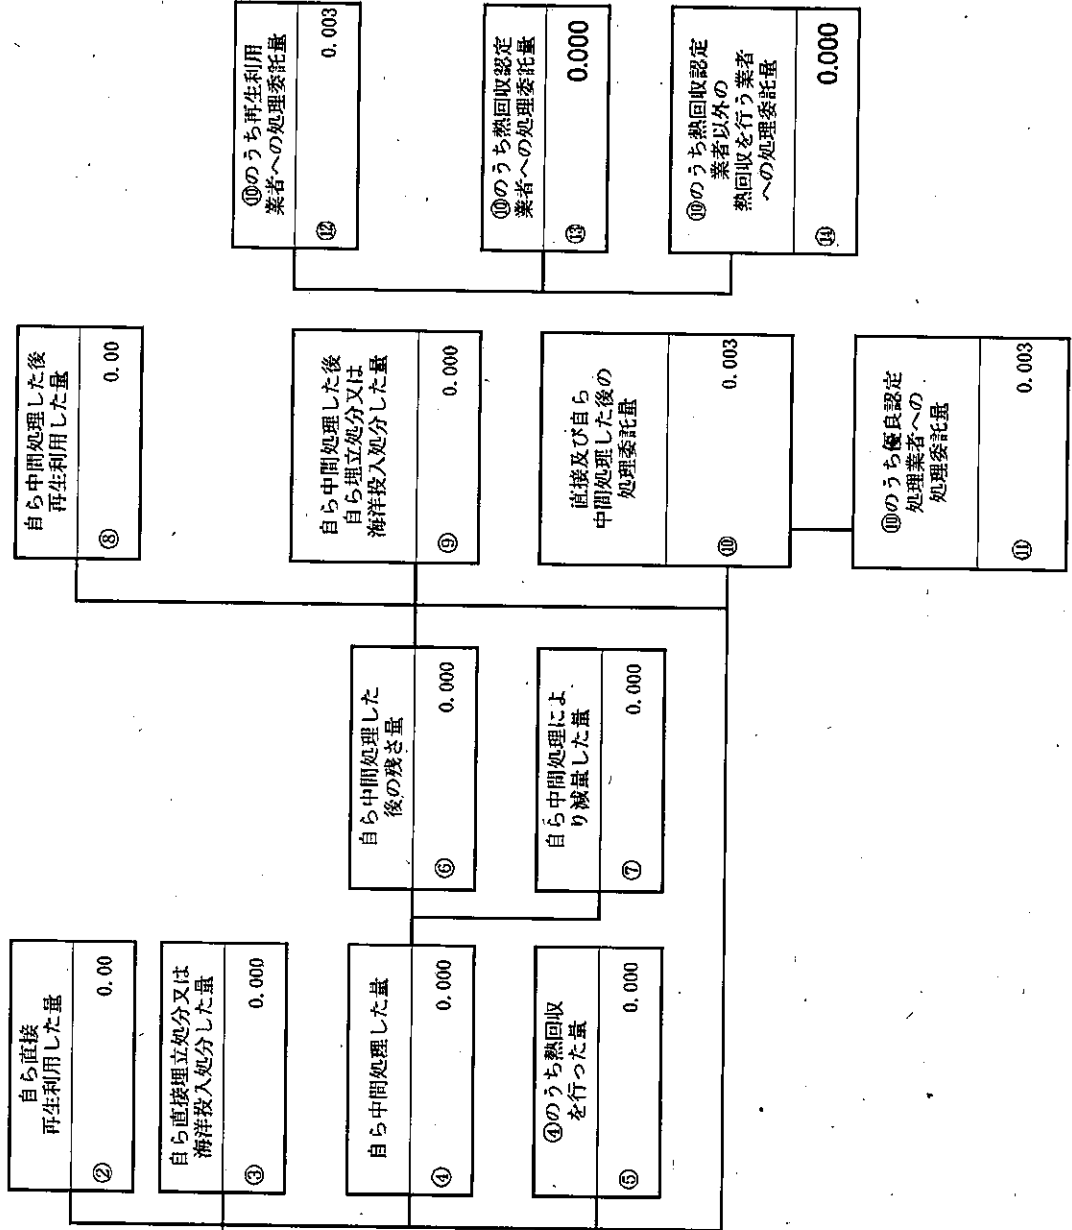 自ら直接
再生利用した量
② 0.00
自ら直接埋立処分又は
海洋投入処分した量
③ 0.000
自ら中間処理した量
④ 0.000
④のうち熱回収
を行った量
⑤ 0.000
自ら中間処理した
後の残さ量
⑥ 0.000
自ら中間処理によ
り減量した量
⑦ 0.000
自ら中間処理した後
再生利用した量
⑧ 0.00
自ら中間処理した後
自ら埋立処分又は
海洋投入処分した量
⑨ 0.000
直接及び自ら
中間処理した後の
処理委託量
⑩ 0.003
⑩のうち優良認定
処理業者への
処理委託量
⑪ 0.003
⑩のうち再生利用
業者への処理委託量
⑫ 0.003
⑩のうち熱回収認定
業者への処理委託量
⑬ 0.000
⑩のうち熱回収認定
業者以外の
熱回収を行う業者
への処理委託量
⑭ 0.000